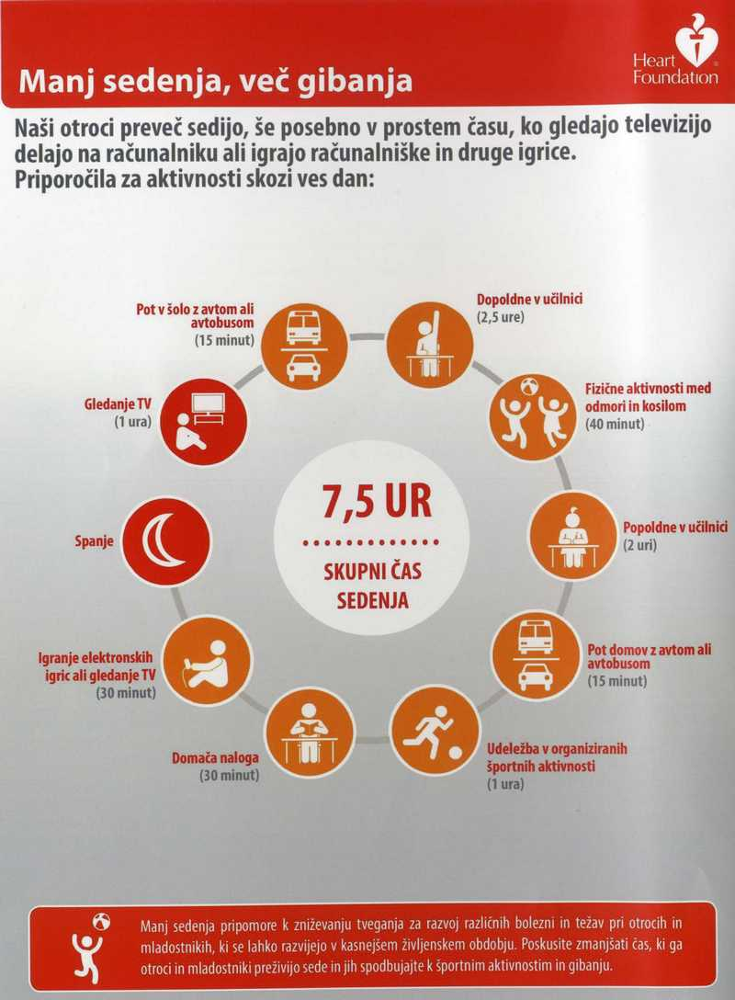 Heart
Foundation
Manj sedenja, več gibanja
Naši otroci preveč sedijo, še posebno v prostem času, ko gledajo televizijo
delajo na računalniku ali igrajo računalniške in druge igrice.
Priporočila za aktivnosti skozi ves dan:
Pot v šolo z avtom ali
avtobusom
(15 minut)
Dopoldne v učilnici
(2,5 ure)
Gledanje TV
(1 ura)
Fizične aktivnosti med
odmori in kosilom
(40 minut)
7,5 UR
SKUPNI ČAS
SEDENJA
Spanje
Popoldne v učilnici
(2 uri)
Igranje elektronskih
igric ali gledanje TV
(30 minut)
Pot domov z avtom ali
avtobusom
(15 minut)
Domača naloga
(30 minut)
Udeležba v organiziranih
športnih aktivnosti
(1 ura)
Manj sedenja pripomore k zniževanju tveganja za razvoj različnih bolezni in težav pri otrocih in
mladostnikih, ki se lahko razvijejo v kasnejšem življenskem obdobju. Poskusite zmanjšati čas, ki ga
otroci in mladostniki preživijo sede in jih spodbujajte k športnim aktivnostim in gibanju.